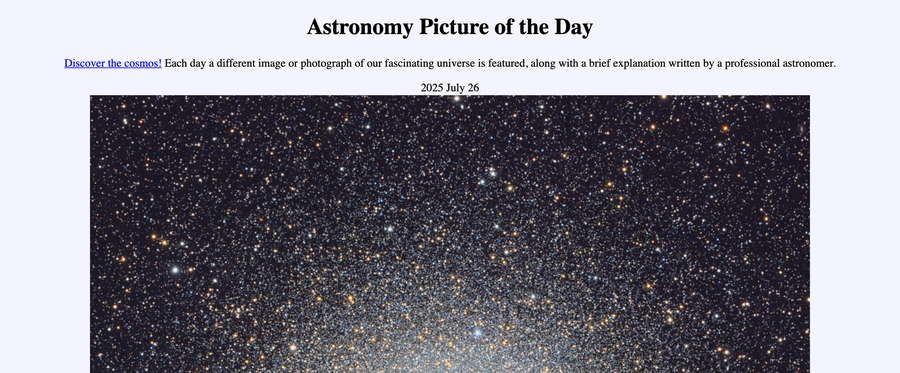 Astronomy Picture of the Day
Discover the cosmos! Each day a different image or photograph of our fascinating universe is featured, along with a brief explanation written by a professional astronomer.
2025 July 26